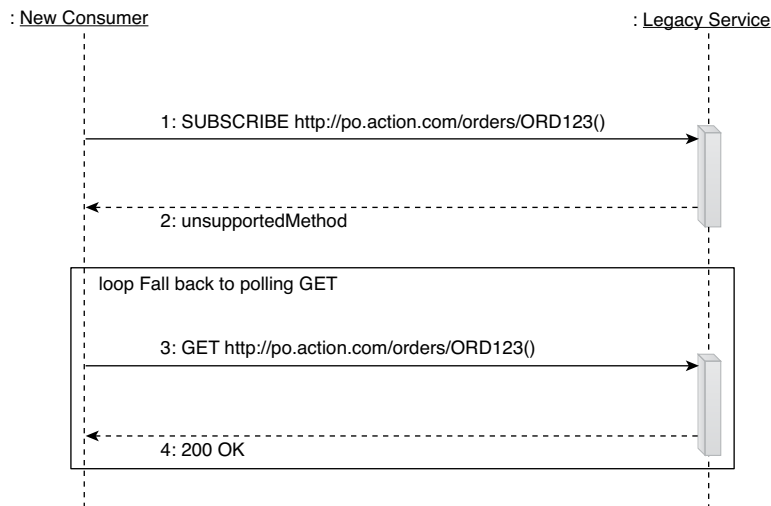 : New Consumer
: Legacy Service
1: SUBSCRIBE http://po.action.com/orders/ORD123()
2: unsupportedMethod
loop Fall back to polling GET
3: GET http://po.action.com/orders/ORD123()
4: 200 OK